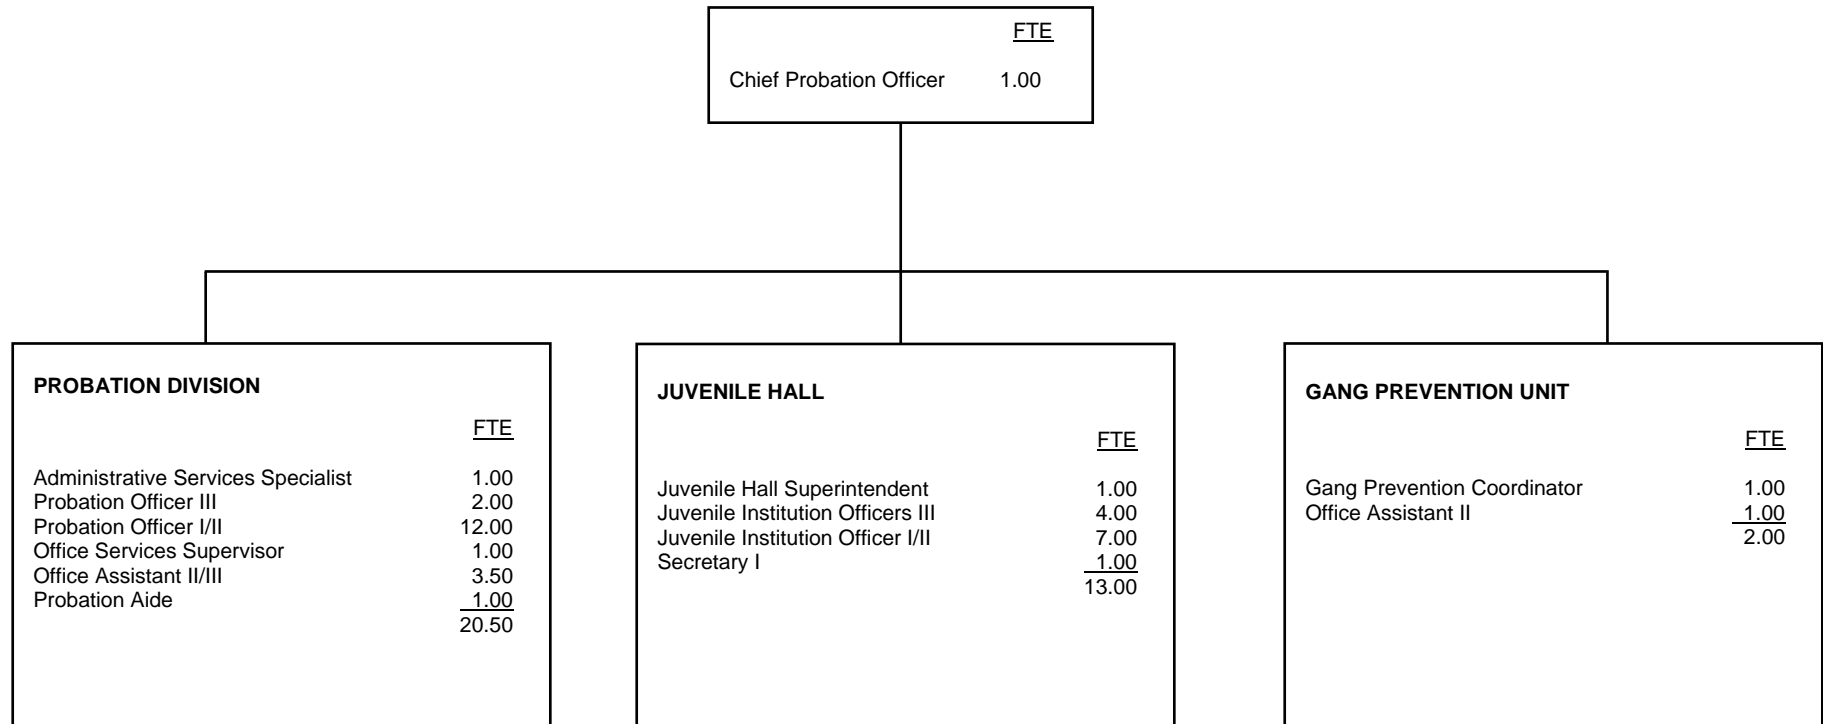 FTE
Chief Probation Officer 1.00
PROBATION DIVISION
FTE
Administrative Services Specialist 1.00
Probation Officer III 2.00
Probation Officer I/II 12.00
Office Services Supervisor 1.00
Office Assistant II/III 3.50
Probation Aide 1.00
20.50
JUVENILE HALL
FTE
Juvenile Hall Superintendent 1.00
Juvenile Institution Officers III 4.00
Juvenile Institution Officer I/II 7.00
Secretary I 1.00
13.00
GANG PREVENTION UNIT
FTE
Gang Prevention Coordinator 1.00
Office Assistant II 1.00
2.00